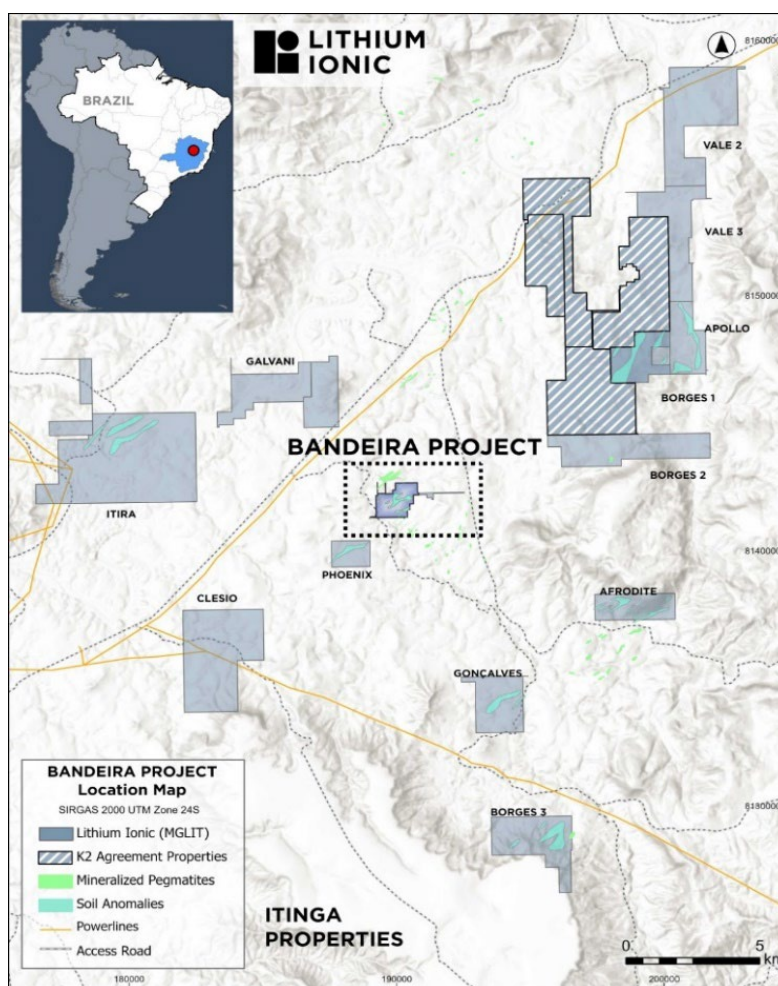 LITHIUM
IONIC
BRAZIL
8160000
VALE 2
VALE 3
8150000
APOLLO
GALVANI
BORGES 1
BANDEIRA PROJECT
BORGES 2
ITIRA
8140000
PHOENIX
CLESIO
AFRODITE
GONÇALVES
BANDEIRA PROJECT
Location Map
SIRGAS 2000 UTM Zone 24S
Lithium Ionic (MGLIT)
K2 Agreement Properties
Mineralized Pegmatites
Soil Anomalies
Powerlines
Access Road
8130000
BORGES 3
ITINGA
PROPERTIES
0 5
km
180000
190000
200000